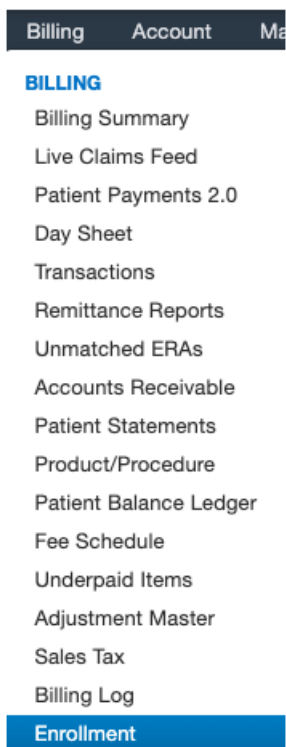 Billing Account
BILLING
Billing Summary
Live Claims Feed
Patient Payments 2.0
Day Sheet
Transactions
Remittance Reports
Unmatched ERAs
Accounts Receivable
Patient Statements
Product/Procedure
Patient Balance Ledger
Fee Schedule
Underpaid Items
Adjustment Master
Sales Tax
Billing Log
Enrollment